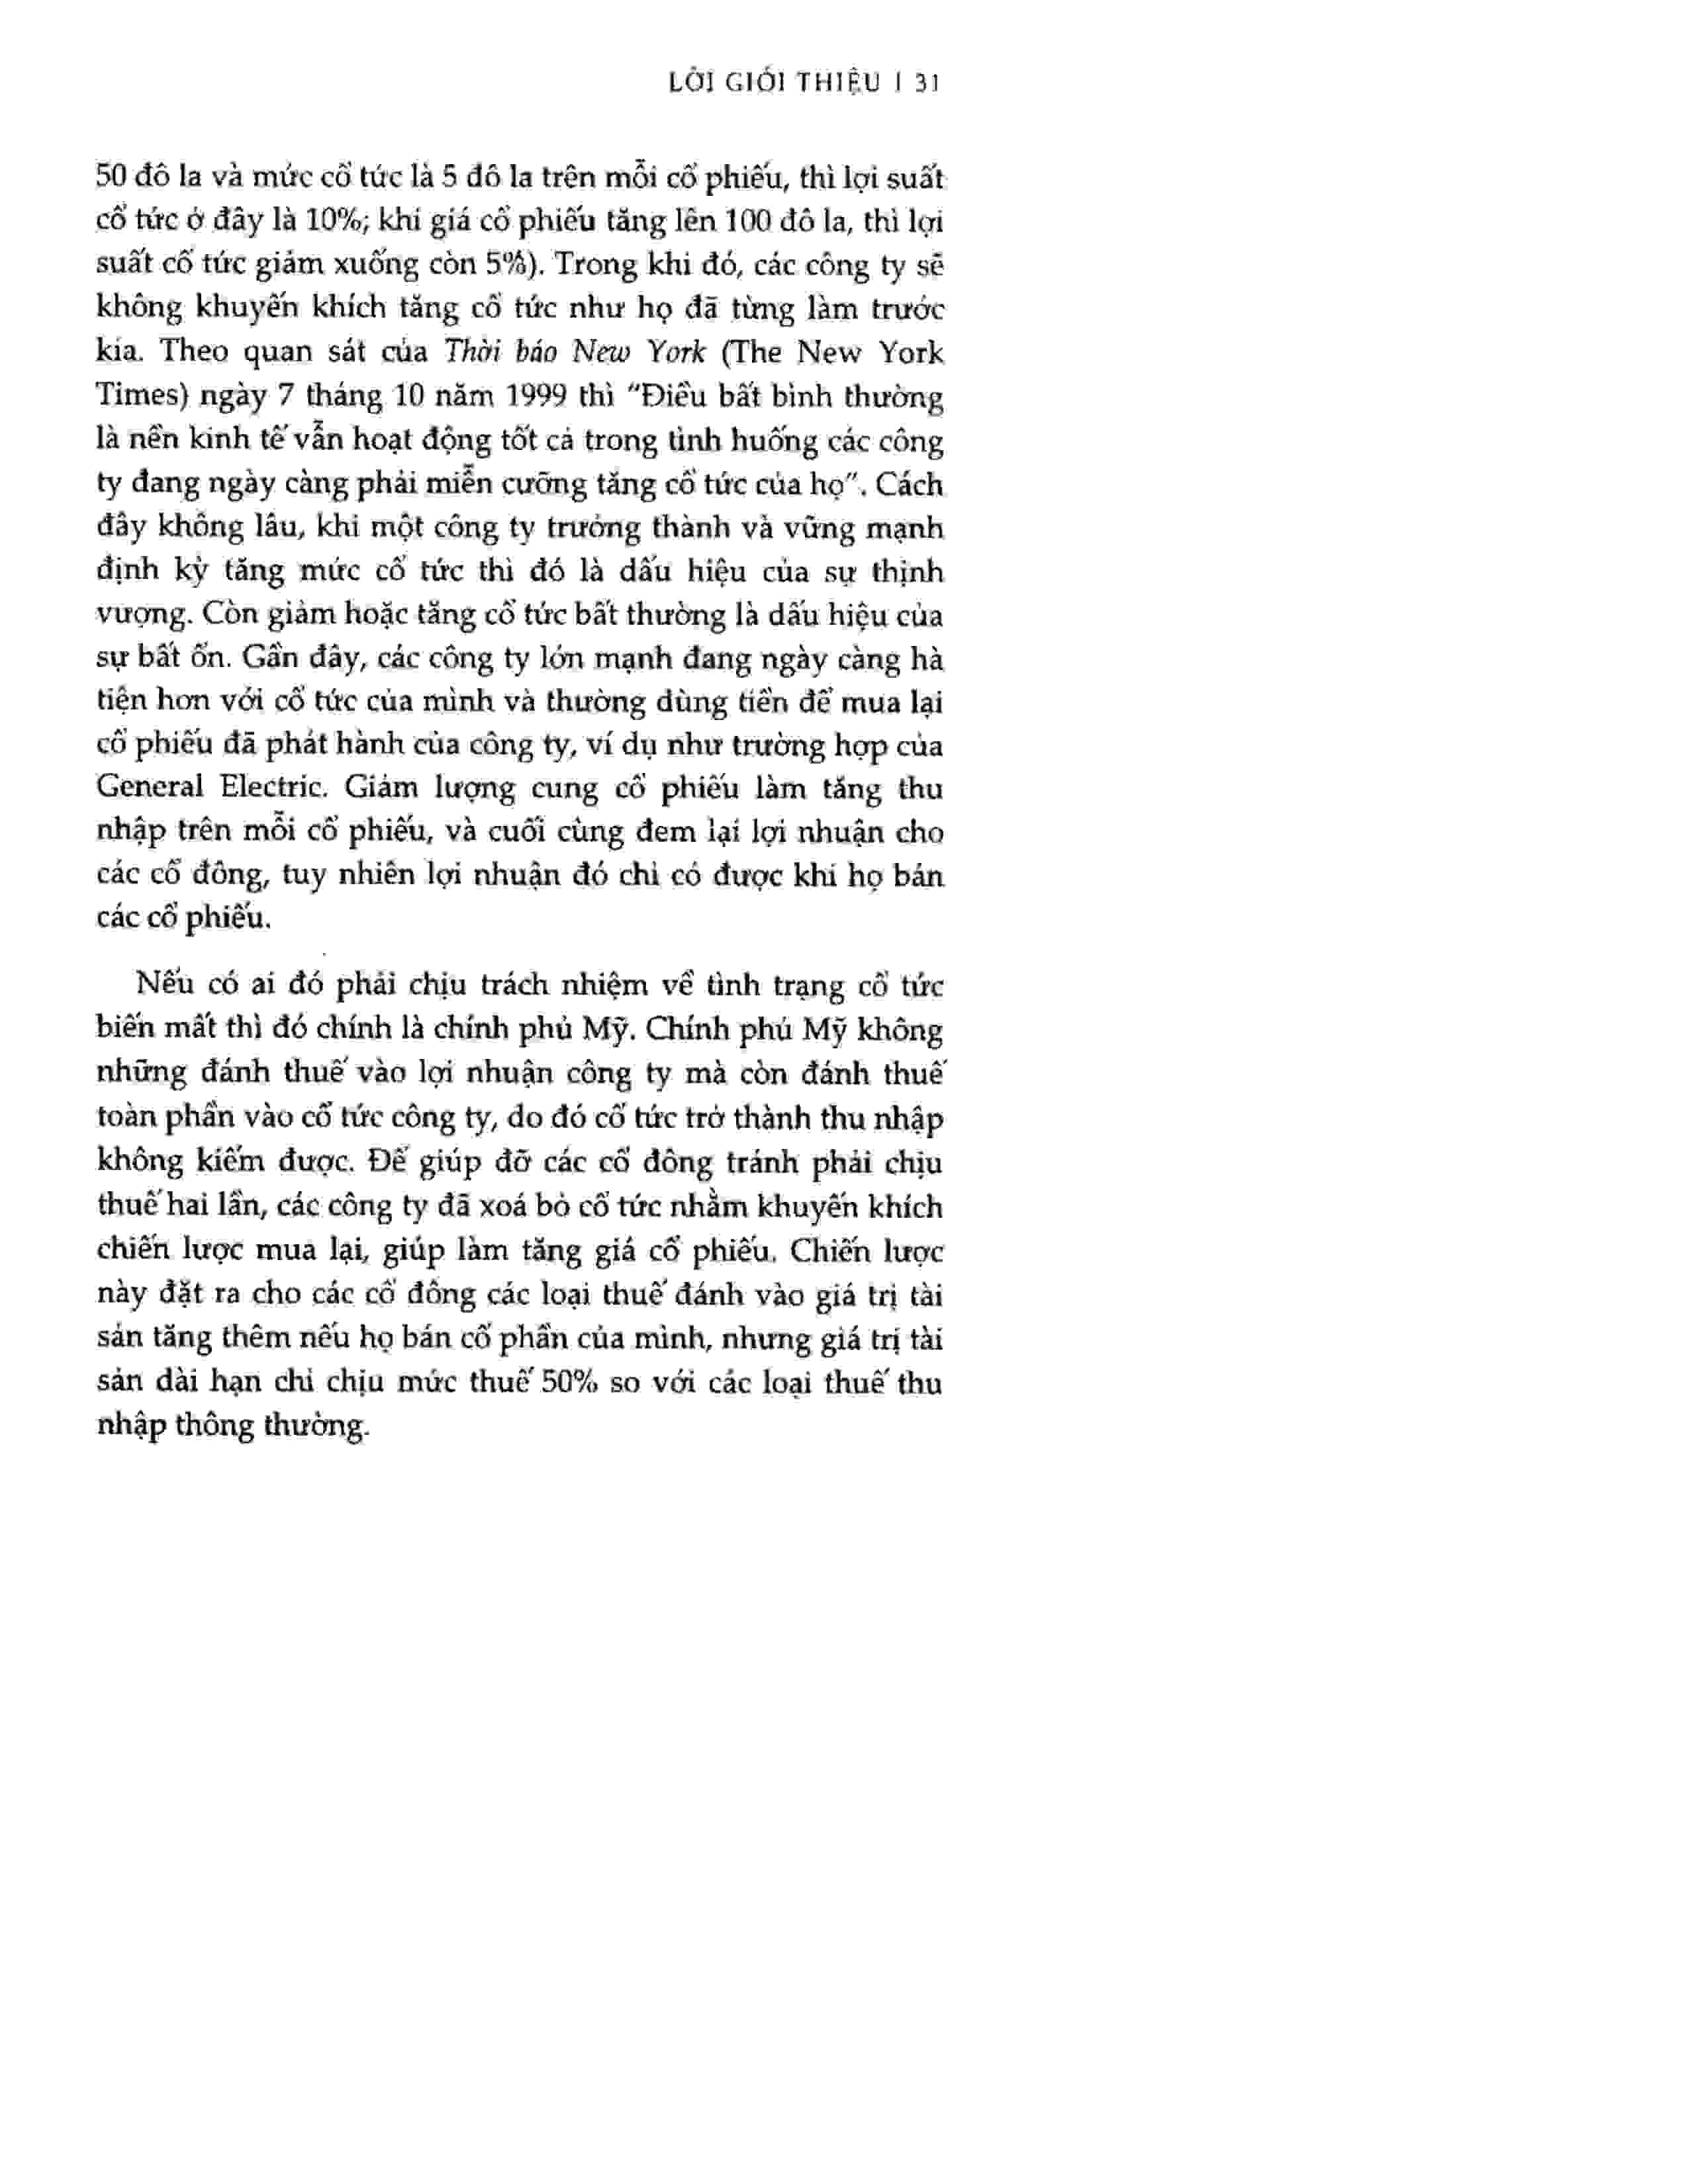 LỜI GIỚI THIỆU | 31
50 đô la và mức cổ tức là 5 đô la trên mỗi cổ phiếu, thì lợi suất
cổ tức ở đây là 10%; khi giá cổ phiếu tăng lên 100 đô la, thì lợi
suất cổ tức giảm xuống còn 5%). Trong khi đó, các công ty sẽ
không khuyến khích tăng cổ tức như họ đã từng làm trước
kia. Theo quan sát của Thời báo New York (The New York
Times) ngày 7 tháng 10 năm 1999 thì "Điều bất bình thường
là nền kinh tế vẫn hoạt động tốt cả trong tình huống các công
ty đang ngày càng phải miễn cưỡng tăng cổ tức của họ". Cách
đây không lâu, khi một công ty trưởng thành và vững mạnh
định kỳ tăng mức cổ tức thì đó là dấu hiệu của sự thịnh
vượng. Còn giảm hoặc tăng cổ tức bất thường là dấu hiệu của
sự bất ổn. Gần đây, các công ty lớn mạnh đang ngày càng hà
tiện hơn với cổ tức của mình và thường dùng tiền để mua lại
cổ phiếu đã phát hành của công ty, ví dụ như trường hợp của
General Electric. Giảm lượng cung cổ phiếu làm tăng thu
nhập trên mỗi cổ phiếu, và cuối cùng đem lại lợi nhuận cho
các cổ đông, tuy nhiên lợi nhuận đó chỉ có được khi họ bán
các cổ phiếu.
Nếu có ai đó phải chịu trách nhiệm về tình trạng cổ tức
biến mất thì đó chính là chính phủ Mỹ. Chính phủ Mỹ không
những đánh thuế vào lợi nhuận công ty mà còn đánh thuế
toàn phần vào cổ tức công ty, do đó cổ tức trở thành thu nhập
không kiếm được. Để giúp đỡ các cổ đông tránh phải chịu
thuế hai lần, các công ty đã xoá bỏ cổ tức nhằm khuyến khích
chiến lược mua lại, giúp làm tăng giá cổ phiếu. Chiến lược
này đặt ra cho các cổ đông các loại thuế đánh vào giá trị tài
sản tăng thêm nếu họ bán cổ phần của mình, nhưng giá trị tài
sản dài hạn chỉ chịu mức thuế 50% so với các loại thuế thu
nhập thông thường.